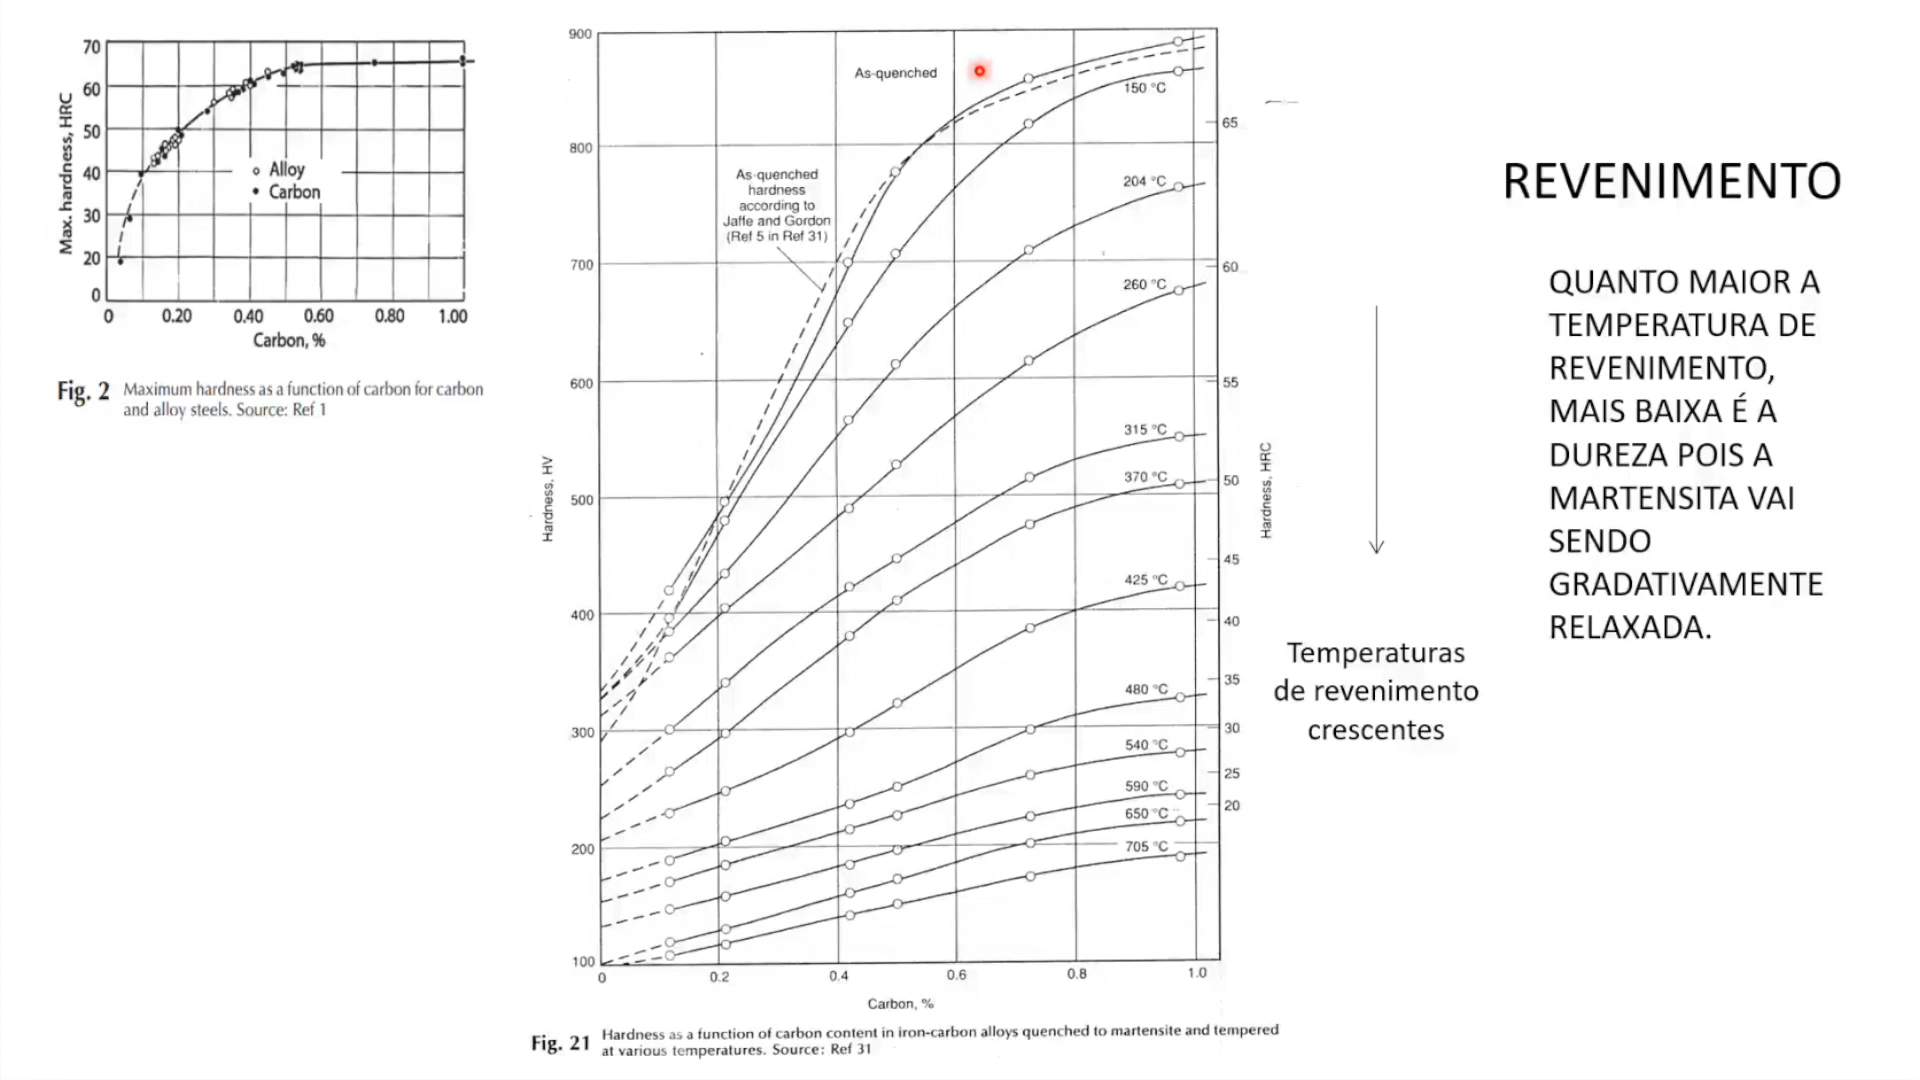 70
60
50
40
30
20
0
Max. hardness, HRC
Alloy
Carbon
0
0.20
0.40
0.60
0.80
1.00
Carbon, %
Fig. 2 Maximum hardness as a function of carbon for carbon
and alloy steels. Source: Ref 1
900
800
700
600
500
400
300
200
100
Hardness, HV
As-quenched
As-quenched
hardness
according to
Jaffe and Gordon
(Ref 5 in Ref 31)
150 °C
204 °C
260 °C
315 °C
370 °C
425 °C
480 °C
540 °C
590 °C
650 °C
705 °C
65
60
55
50
45
40
35
30
25
20
Hardness, HRC
0
0.2
0.4
0.6
0.8
1.0
Carbon, %
Fig. 21 Hardness as a function of carbon content in iron-carbon alloys quenched to martensite and tempered
at various temperatures. Source: Ref 31
Temperaturas
de revenimento
crescentes
REVENIMENTO
QUANTO MAIOR A
TEMPERATURA DE
REVENIMENTO,
MAIS BAIXA É A
DUREZA POIS A
MARTENSITA VAI
SENDO
GRADATIVAMENTE
RELAXADA.